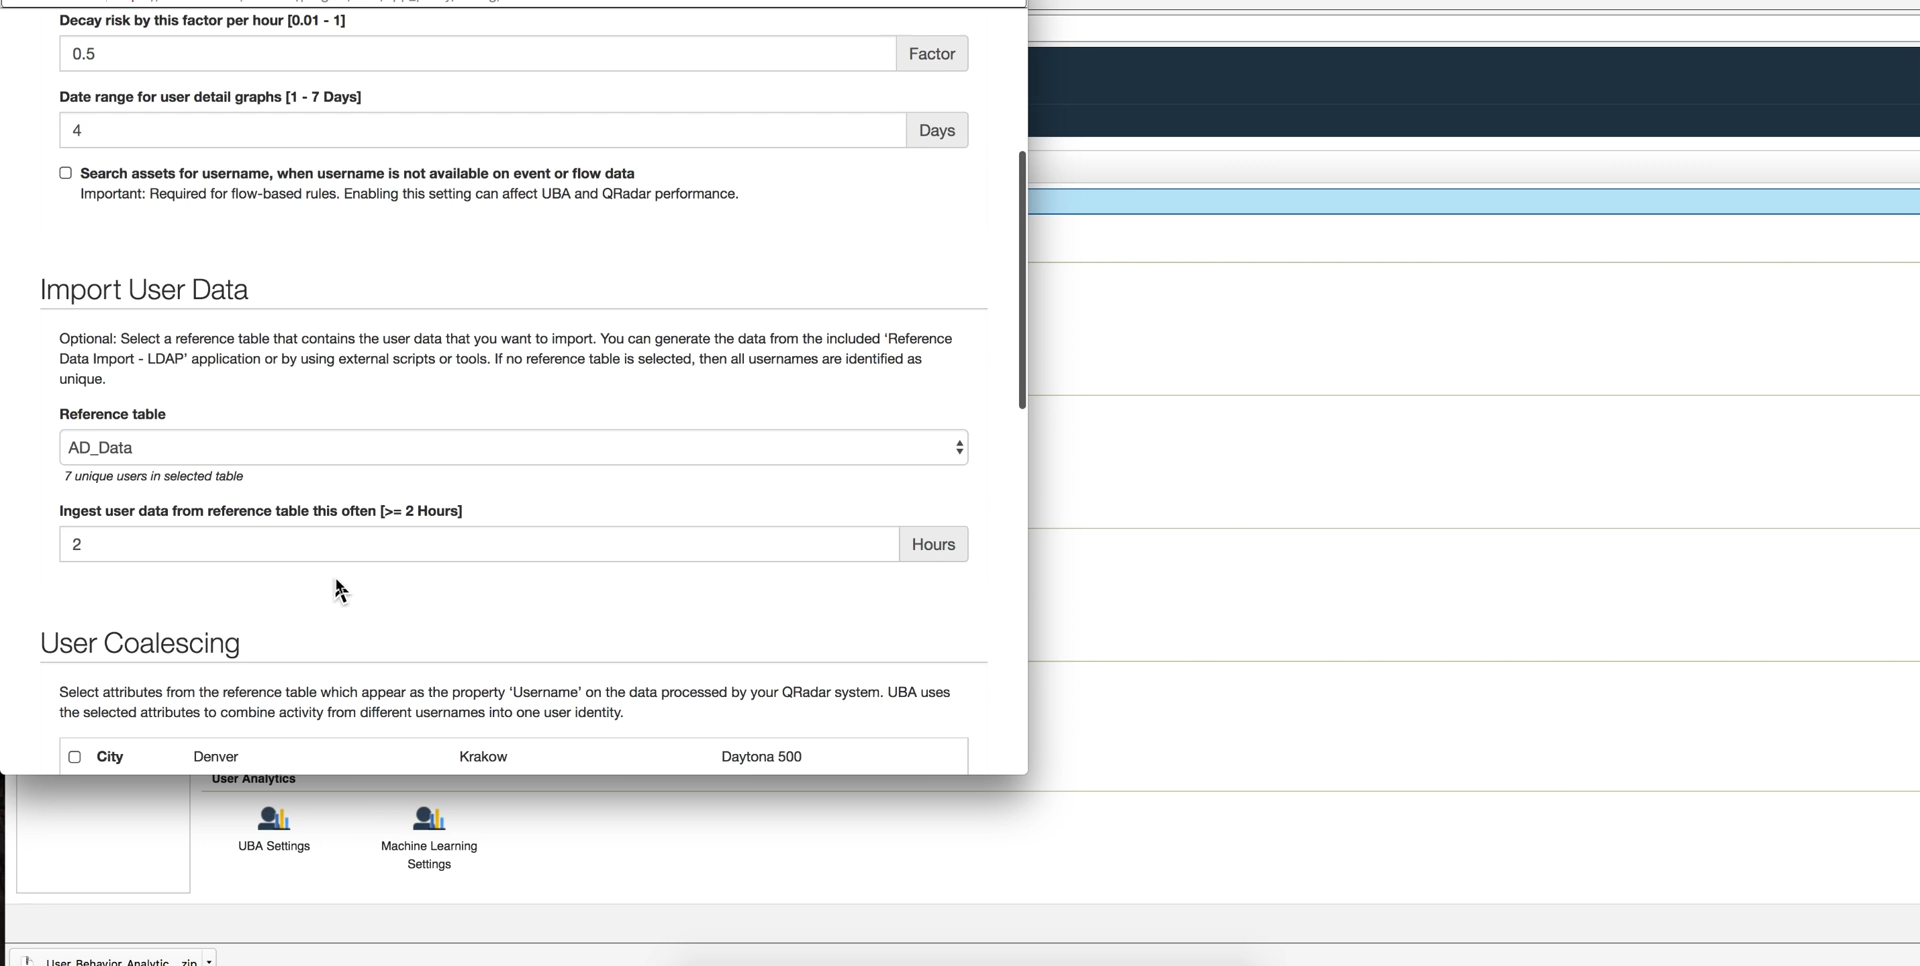 Decay risk by this factor per hour [0.01 - 1]
0.5 Factor
Date range for user detail graphs [1 - 7 Days]
4 Days
Search assets for username, when username is not available on event or flow data
Important: Required for flow-based rules. Enabling this setting can affect UBA and QRadar performance.
Import User Data
Optional: Select a reference table that contains the user data that you want to import. You can generate the data from the included ‘Reference
Data Import - LDAP’ application or by using external scripts or tools. If no reference table is selected, then all usernames are identified as
unique.
Reference table
AD_Data
7 unique users in selected table
Ingest user data from reference table this often [>= 2 Hours]
2 Hours
User Coalescing
Select attributes from the reference table which appear as the property ‘Username’ on the data processed by your QRadar system. UBA uses
the selected attributes to combine activity from different usernames into one user identity.
City Denver Krakow Daytona 500
User Analytics
UBA Settings
Machine Learning
Settings
User_Behavior_Analytic....zip